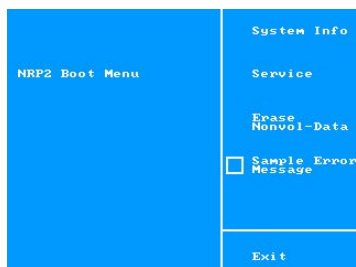 System Info
NRP2 Boot Menu
Service
Erase
Nonvol-Data
Sample Error
Message
Exit